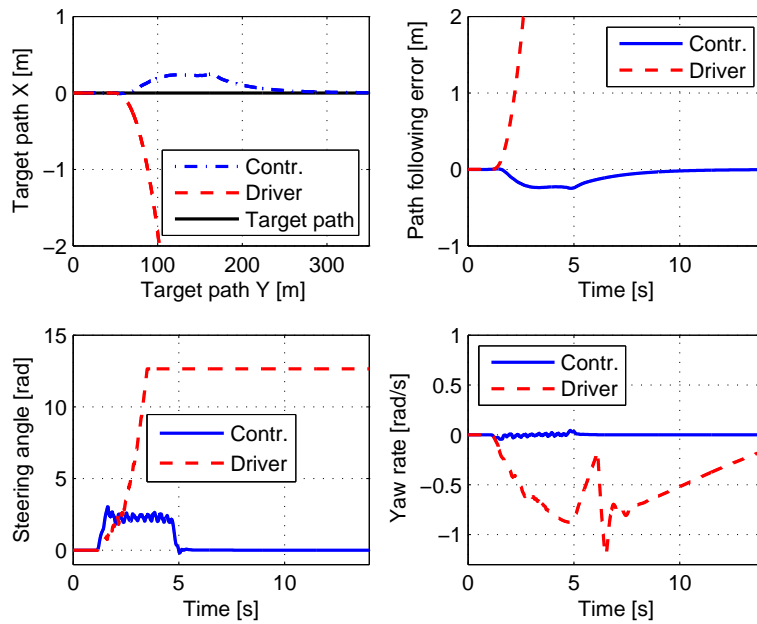 1
0
−1
−2
Target path X [m]
Contr.
Driver
Target path
0
100
200
300
Target path Y [m]
2
1
0
−1
Path following error [m]
Contr.
Driver
0
5
10
Time [s]
15
10
5
0
Steering angle [rad]
Contr.
Driver
0
5
10
Time [s]
1
0.5
0
−0.5
−1
Yaw rate [rad/s]
Contr.
Driver
0
5
10
Time [s]